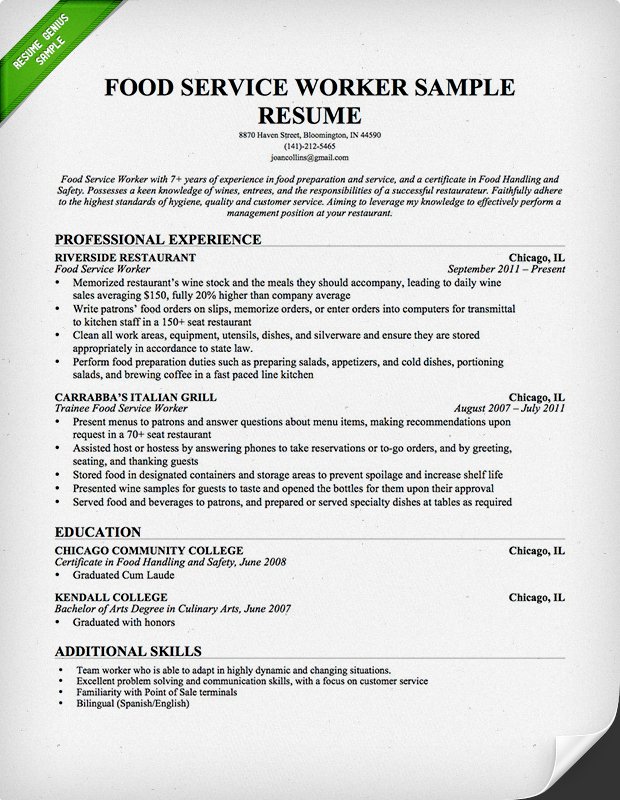 RESUME GENIUS
SAMPLE
FOOD SERVICE WORKER SAMPLE
RESUME
8870 Haven Street, Bloomington, IN 44590
(141)-212-5465
joancollins@gmail.com
Food Service Worker with 7+ years of experience in food preparation and service, and a certificate in Food Handling and
Safety. Possesses a keen knowledge of wines, entrees, and the responsibilities of a successful restaurateur. Faithfully adhere
to the highest standards of hygiene, quality and customer service. Aiming to leverage my knowledge to effectively perform a
management position at your restaurant.
PROFESSIONAL EXPERIENCE
RIVERSIDE RESTAURANT Chicago, IL
Food Service Worker September 2011 – Present
• Memorized restaurant's wine stock and the meals they should accompany, leading to daily wine
sales averaging $150, fully 20% higher than company average
• Write patrons' food orders on slips, memorize orders, or enter orders into computers for transmittal
to kitchen staff in a 150+ seat restaurant
• Clean all work areas, equipment, utensils, dishes, and silverware and ensure they are stored
appropriately in accordance to state law.
• Perform food preparation duties such as preparing salads, appetizers, and cold dishes, portioning
salads, and brewing coffee in a fast paced line kitchen
CARRABBA'S ITALIAN GRILL Chicago, IL
Trainee Food Service Worker August 2007 – July 2011
• Present menus to patrons and answer questions about menu items, making recommendations upon
request in a 70+ seat restaurant
• Assisted host or hostess by answering phones to take reservations or to-go orders, and by greeting,
seating, and thanking guests
• Stored food in designated containers and storage areas to prevent spoilage and increase shelf life
• Presented wine samples for guests to taste and opened the bottles for them upon their approval
• Served food and beverages to patrons, and prepared or served specialty dishes at tables as required
EDUCATION
CHICAGO COMMUNITY COLLEGE Chicago, IL
Certificate in Food Handling and Safety, June 2008
• Graduated Cum Laude
KENDALL COLLEGE Chicago, IL
Bachelor of Arts Degree in Culinary Arts, June 2007
• Graduated with honors
ADDITIONAL SKILLS
• Team worker who is able to adapt in highly dynamic and changing situations.
• Excellent problem solving and communication skills, with a focus on customer service
• Familiarity with Point of Sale terminals
• Bilingual (Spanish/English)